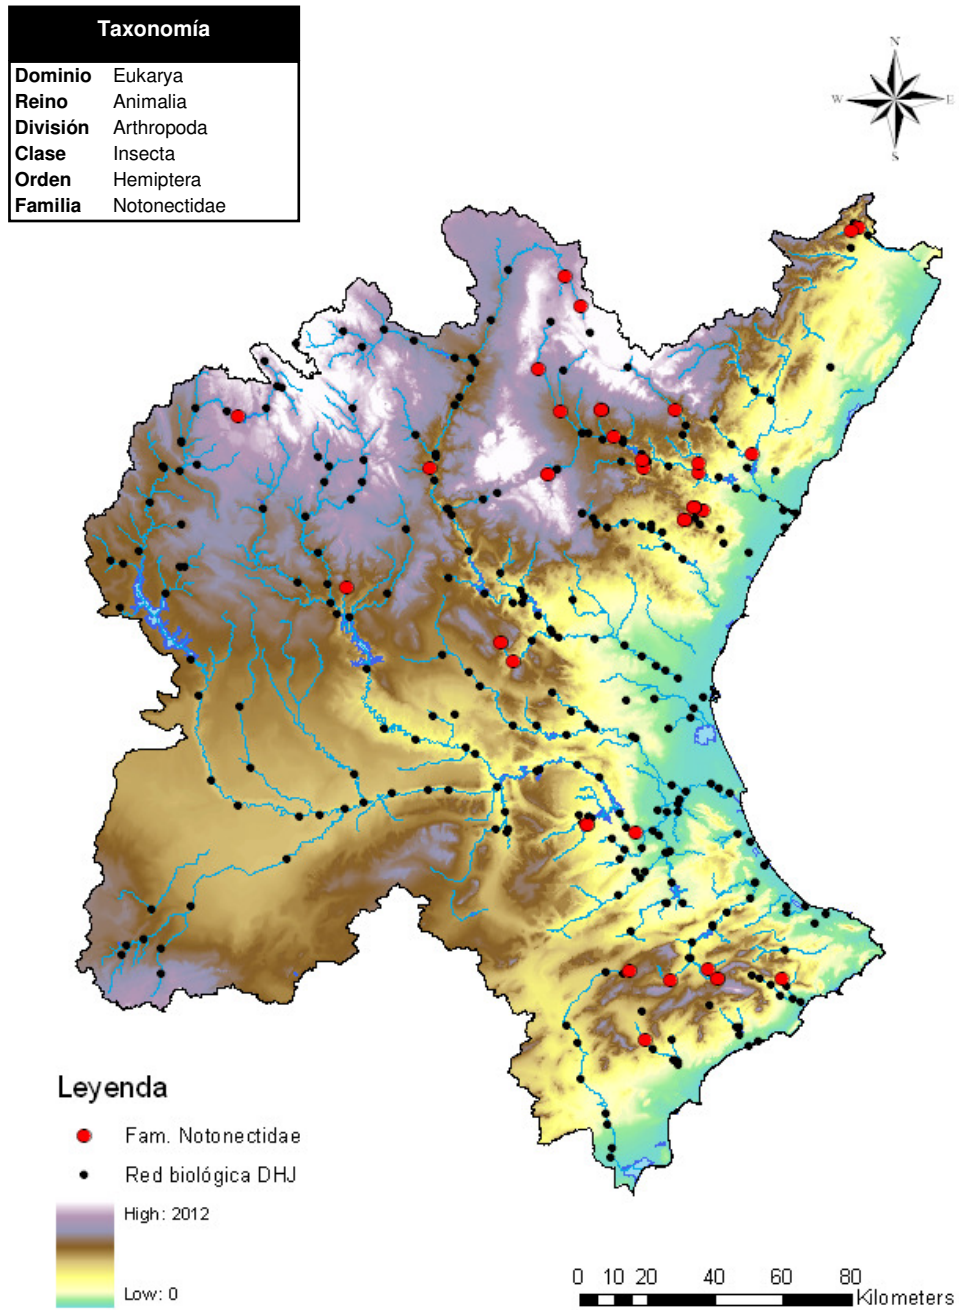 Taxonomía
Dominio Eukarya
Reino Animalia
División Arthropoda
Clase Insecta
Orden Hemiptera
Familia Notonectidae
N
W E
S
Leyenda
Fam. Notonectidae
Red biológica DHJ
High: 2012
Low: 0
0 10 20 40 60 80
Kilometers